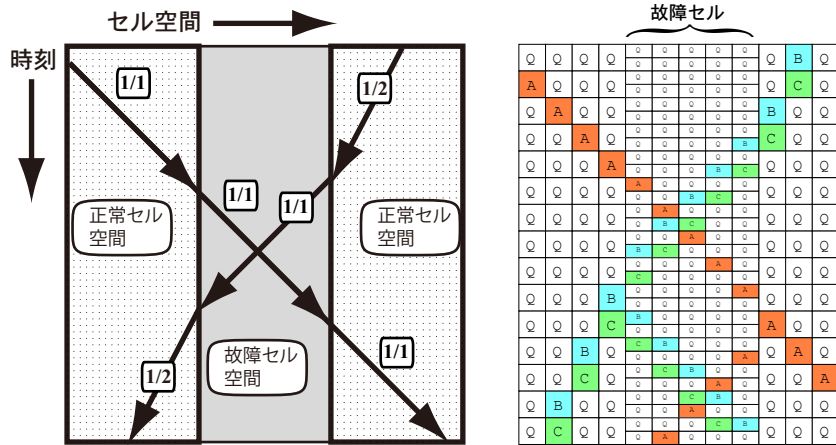 セル空間
時刻
1/1
1/2
1/1
1/1
正常セル
空間
正常セル
空間
故障セル
空間
1/2
1/1
故障セル
Q Q Q Q Q Q Q Q Q Q B Q
Q Q Q Q Q
A Q Q Q Q Q Q Q Q Q C Q
Q Q Q Q Q
Q A Q Q Q Q Q Q Q B Q Q
Q Q Q Q Q
Q Q A Q Q Q Q Q Q C Q Q
Q Q Q Q B
Q Q Q A Q Q Q Q Q Q Q Q
Q Q Q B C
Q Q Q Q A Q Q Q Q Q Q Q
Q Q B C Q
Q Q Q Q Q A Q Q Q Q Q Q
Q B C Q Q
Q Q Q Q Q Q A Q Q Q Q Q
B C Q Q Q
Q Q Q Q Q Q Q A Q Q Q Q
C Q Q Q Q
Q Q Q B Q Q Q Q A Q Q Q
Q Q Q Q Q
Q Q Q C B Q Q Q Q A Q Q
Q Q Q Q Q
Q Q B Q C B Q Q Q Q A Q
Q Q Q Q A
Q Q C Q Q C B Q Q Q Q A
Q Q Q A Q
Q B Q Q Q Q C B Q Q Q Q
Q Q A Q Q
Q C Q Q Q Q Q C B Q Q Q
Q A Q Q Q